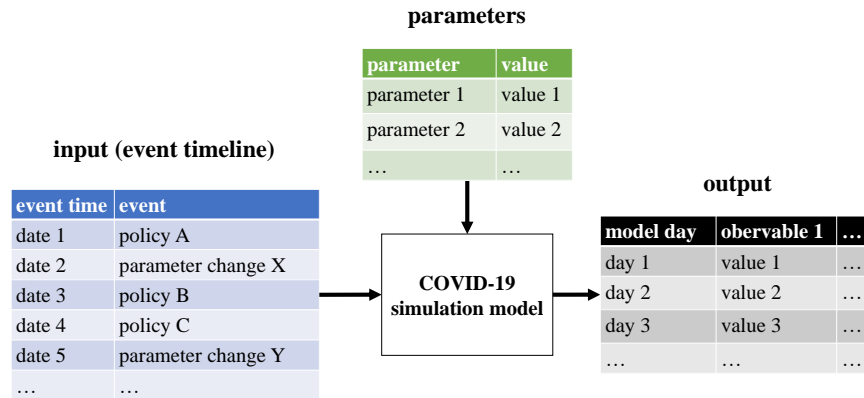 parameters
parameter value
parameter 1 value 1
parameter 2 value 2
… …
input (event timeline)
event time event
date 1 policy A
date 2 parameter change X
date 3 policy B
date 4 policy C
date 5 parameter change Y
… …
COVID-19
simulation model
output
model day obervable 1 …
day 1 value 1 …
day 2 value 2 …
day 3 value 3 …
… … …